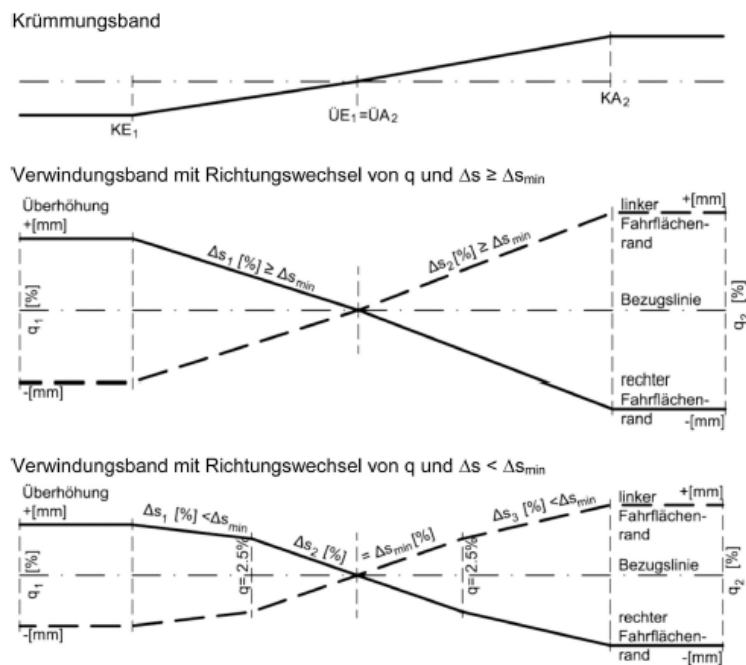 Krümmungsband
KE₁
ÜE₁=ÜA₂
KA₂
Verwindungsband mit Richtungswechsel von q und Δs ≥ Δsmin
Überhöhung
+[mm]
q₁ [%]
-[mm]
Δs₁ [%] ≥ Δsmin
Δs₂ [%] ≥ Δsmin
linker
Fahrflächen-
rand
+[mm]
Bezugslinie
q₂ [%]
rechter
Fahrflächen-
rand
-[mm]
Verwindungsband mit Richtungswechsel von q und Δs < Δsmin
Überhöhung
+[mm]
q₁ [%]
-[mm]
Δs₁ [%] <Δsmin
q= 2.5%
Δs₂ [%]
= Δsmin [%]
q= 2.5%
Δs₃ [%] <Δsmin
linker
Fahrflächen-
rand
+[mm]
Bezugslinie
q₂ [%]
rechter
Fahrflächen-
rand
-[mm]